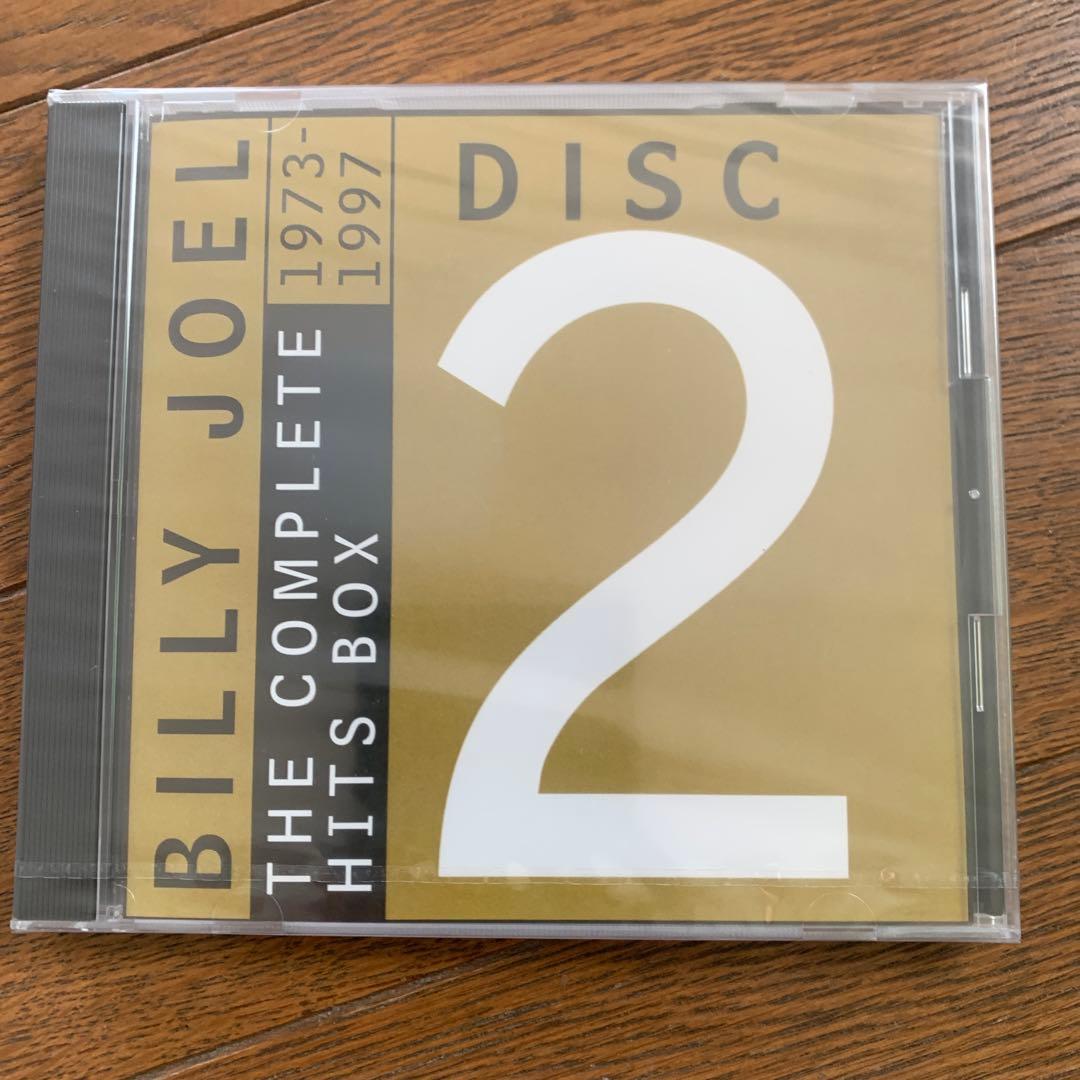 BILLY JOEL
THE COMPLETE
HITS BOX
1973-
1997
DISC
2